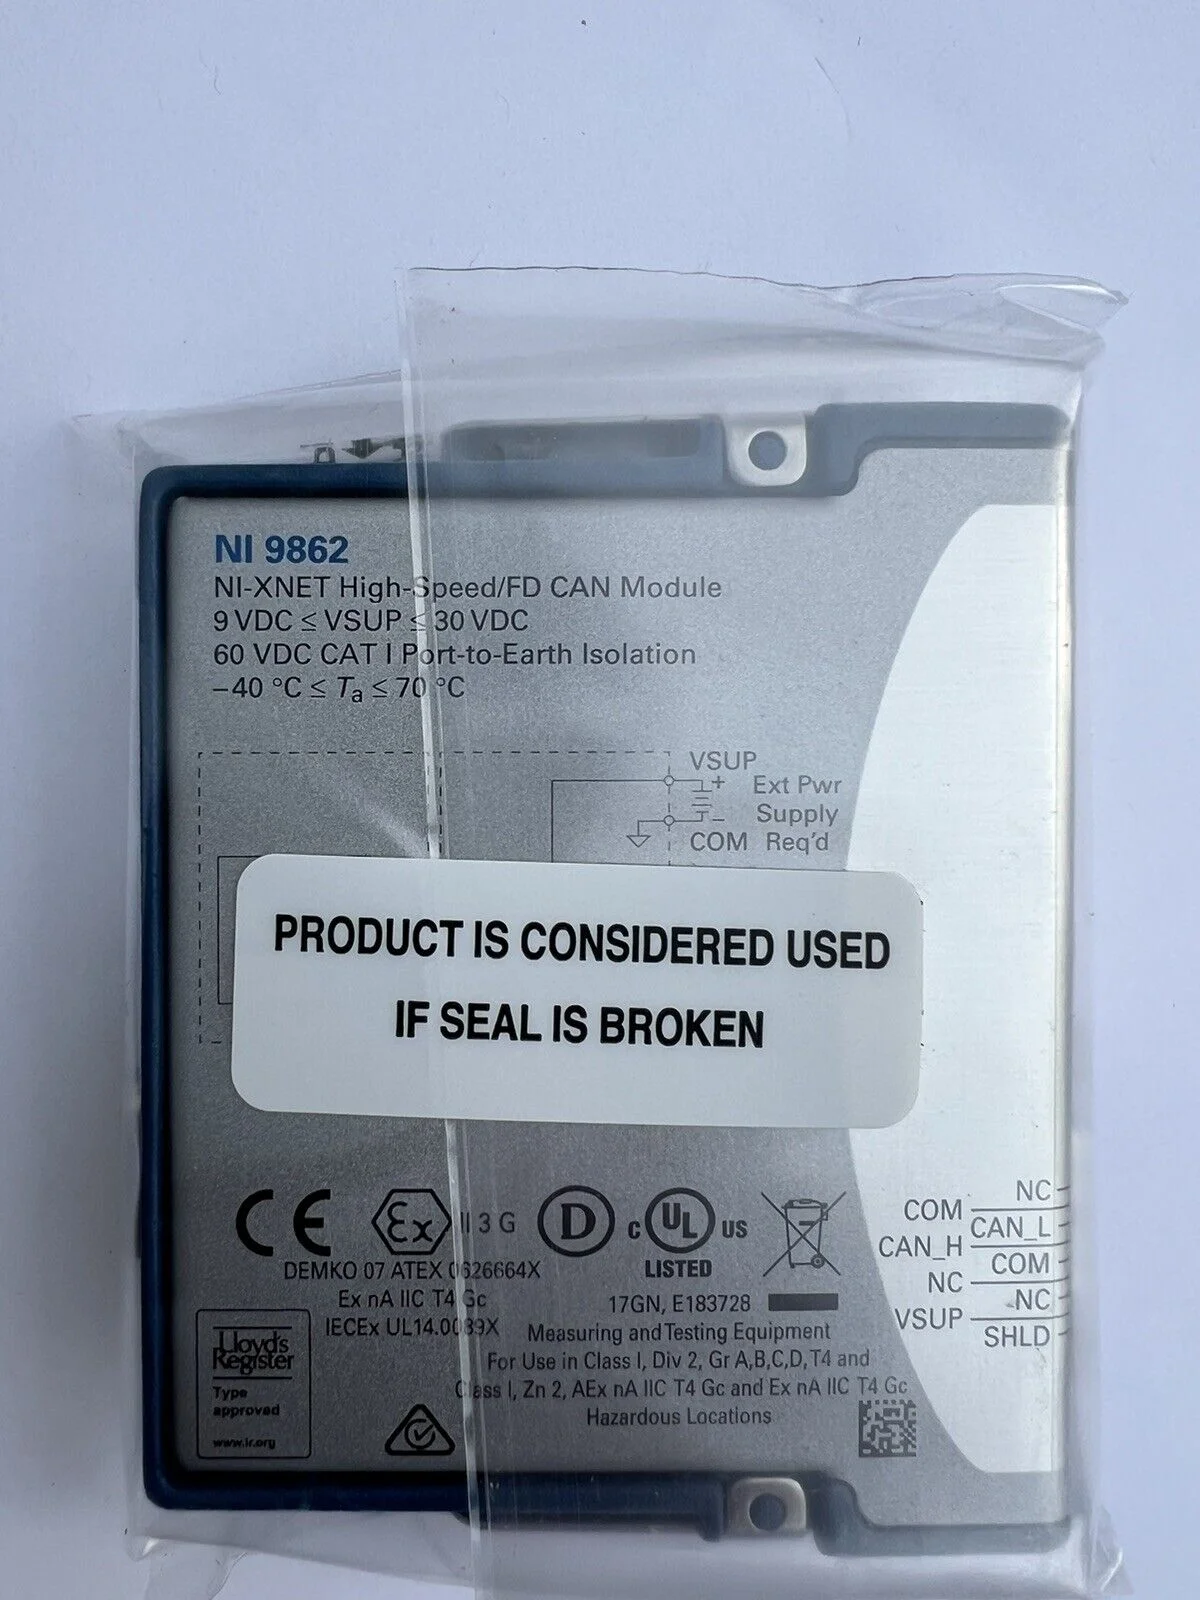 NI 9862
NI-XNET High-Speed/FD CAN Module
9 VDC ≤ VSUP ≤ 30 VDC
60 VDC CAT I Port-to-Earth Isolation
–40 °C ≤ Ta ≤ 70 °C
VSUP
+ Ext Pwr
Supply
– COM Req'd
PRODUCT IS CONSIDERED USED
IF SEAL IS BROKEN
CE Ex II 3 G D c UL US
LISTED
DEMKO 07 ATEX 0626664X
Ex nA IIC T4 Gc
IECEx UL14.0089X
17GN, E183728
Measuring and Testing Equipment
For Use in Class I, Div 2, Gr A,B,C,D, T4 and
Class I, Zn 2, AEx nA IIC T4 Gc and Ex nA IIC T4 Gc
Hazardous Locations
Lloyd's
Register
Type
approved
www.lr.org
NC
COM
CAN_L
CAN_H
COM
NC
NC
VSUP
SHLD